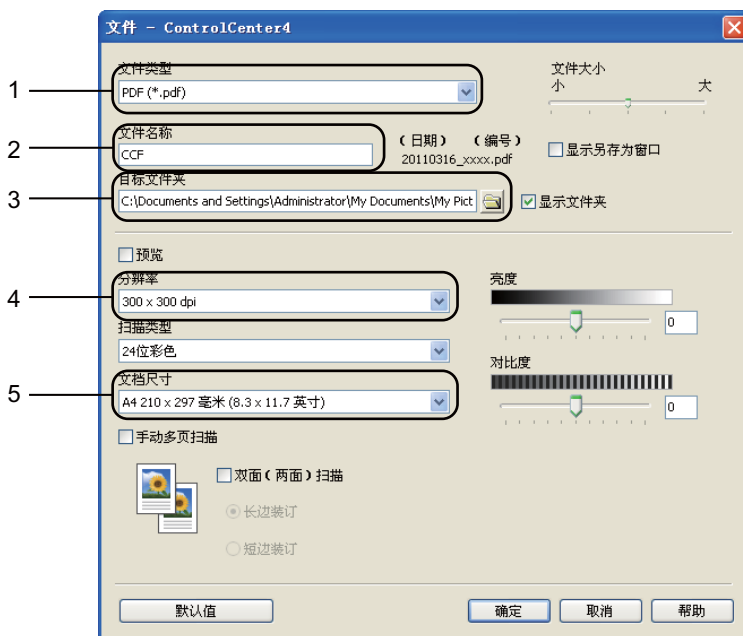 文件 - ControlCenter4
1
文件类型
PDF (*.pdf)
文件大小
小 大
2
文件名称
CCF
(日期) (编号)
20110316_xxxx.pdf
显示另存为窗口
3
目标文件夹
C:\Documents and Settings\Administrator\My Documents\My Pict
显示文件夹
预览
4
分辨率
300 x 300 dpi
亮度
0
扫描类型
24位彩色
对比度
0
5
文档尺寸
A4 210 x 297 毫米 (8.3 x 11.7 英寸)
手动多页扫描
双面(两面)扫描
长边装订
短边装订
默认值 确定 取消 帮助